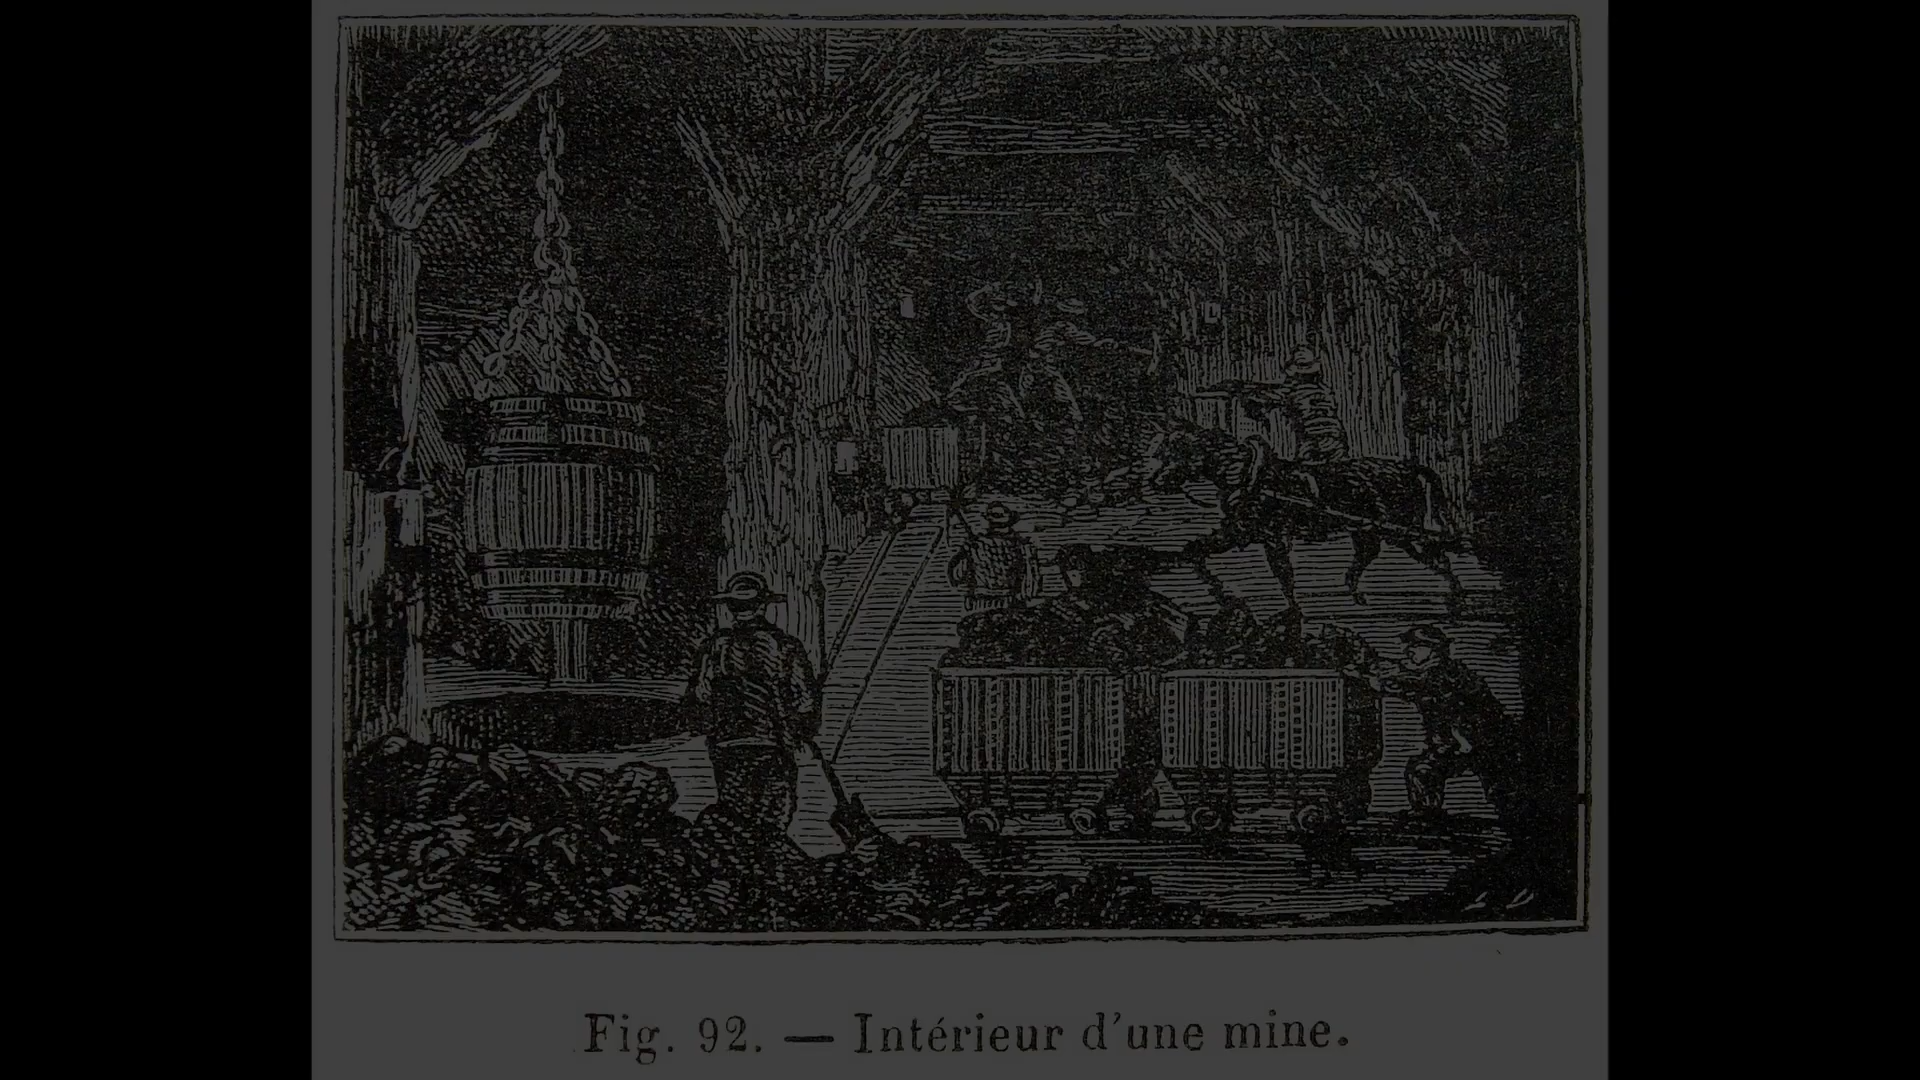 Fig. 92. — Intérieur d'une mine.